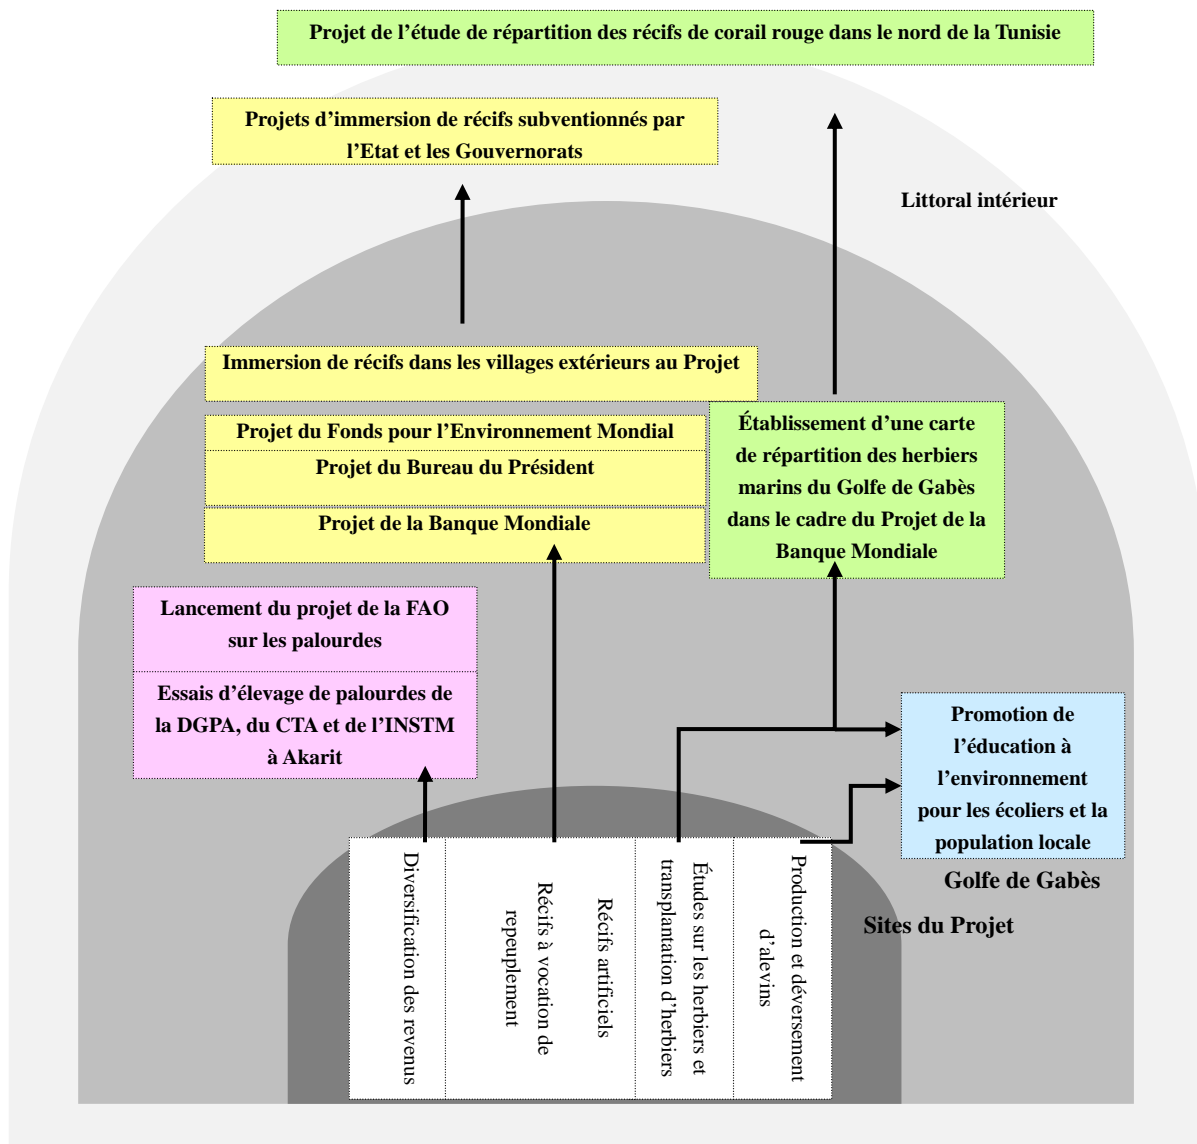 Projet de l’étude de répartition des récifs de corail rouge dans le nord de la Tunisie
Projets d’immersion de récifs subventionnés par
l’Etat et les Gouvernorats
Littoral intérieur
Immersion de récifs dans les villages extérieurs au Projet
Projet du Fonds pour l’Environnement Mondial
Projet du Bureau du Président
Projet de la Banque Mondiale
Établissement d’une carte
de répartition des herbiers
marins du Golfe de Gabès
dans le cadre du Projet de la
Banque Mondiale
Lancement du projet de la FAO
sur les palourdes
Essais d’élevage de palourdes de
la DGPA, du CTA et de l’INSTM
à Akarit
Promotion de
l’éducation à
l’environnement
pour les écoliers et la
population locale
Golfe de Gabès
Sites du Projet
Diversification des revenus
Récifs artificiels
Récifs à vocation de
repeuplement
Études sur les herbiers et
transplantation d’herbiers
Production et déversement
d’alevins